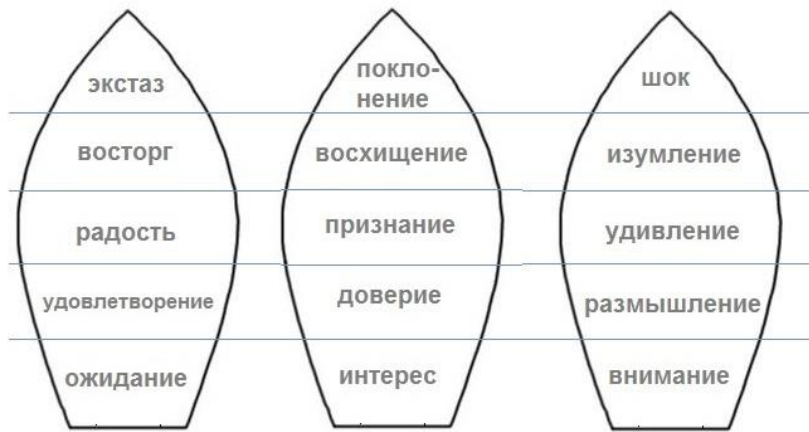 экстаз
восторг
радость
удовлетворение
ожидание
покло-
нение
восхищение
признание
доверие
интерес
шок
изумление
удивление
размышление
внимание